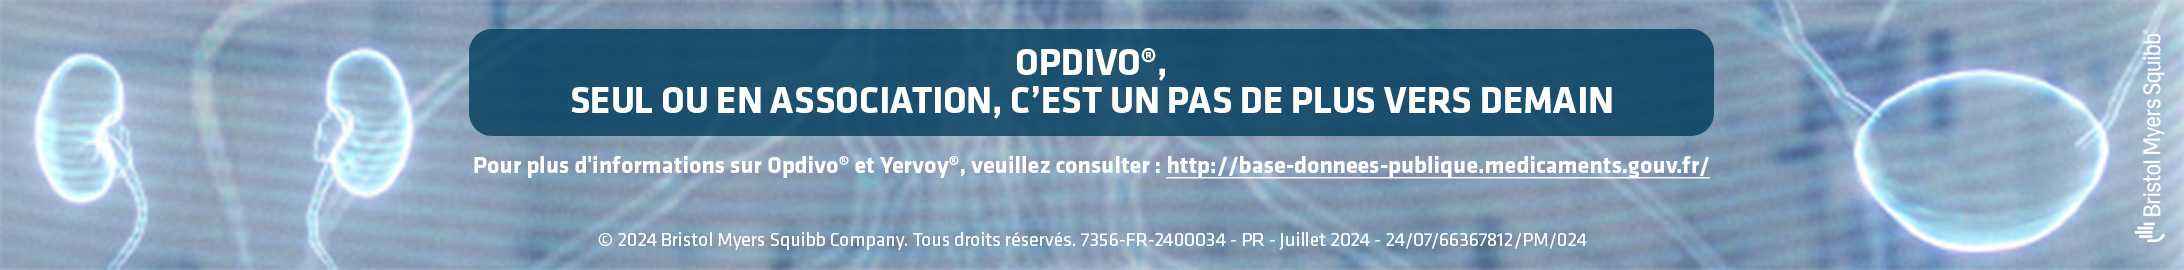 OPDIVO®,
SEUL OU EN ASSOCIATION, C’EST UN PAS DE PLUS VERS DEMAIN
Pour plus d'informations sur Opdivo® et Yervoy®, veuillez consulter : http://base-donnees-publique.medicaments.gouv.fr/
© 2024 Bristol Myers Squibb Company. Tous droits réservés. 7356-FR-2400034 - PR - Juillet 2024 - 24/07/66367812/PM/024
Bristol Myers Squibb